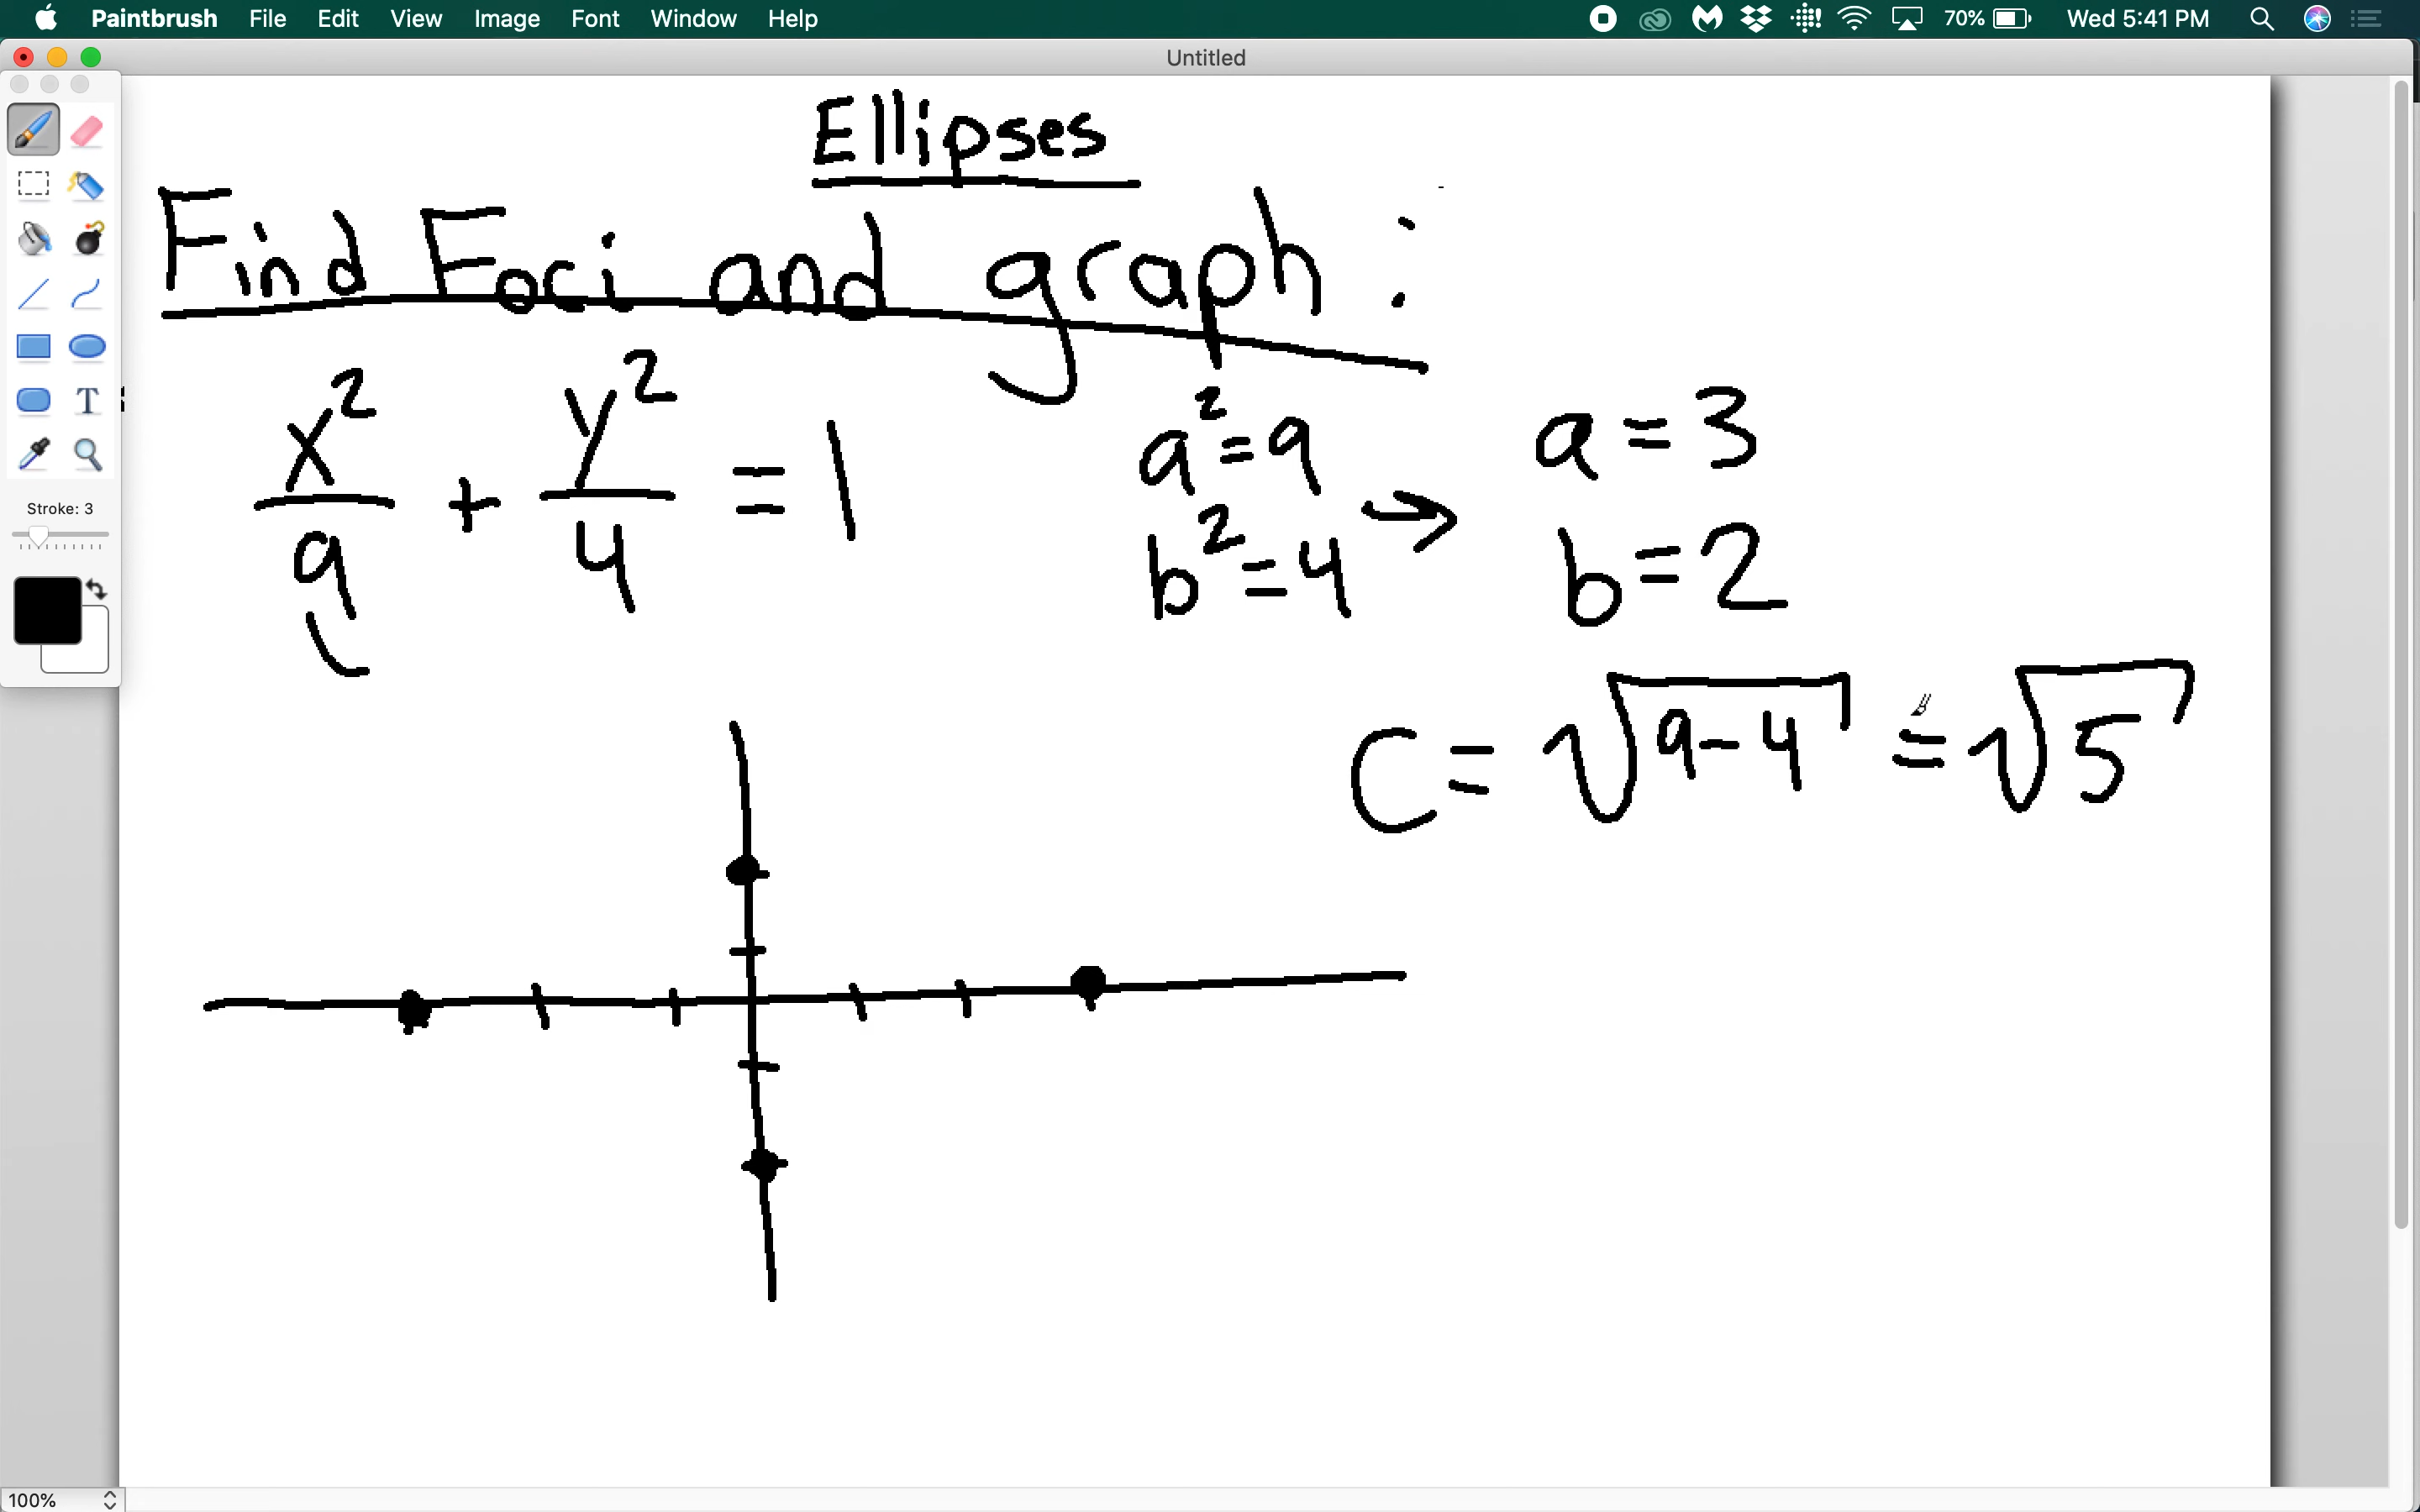 Paintbrush File Edit View Image Font Window Help 70% Wed 5:41 PM
Untitled
Ellipses
Find Foci and graph :
x²/9 + y²/4 = 1
a² = 9 → a = 3
b² = 4 b = 2
T
Stroke: 3
C = √9-4 = √5
100%